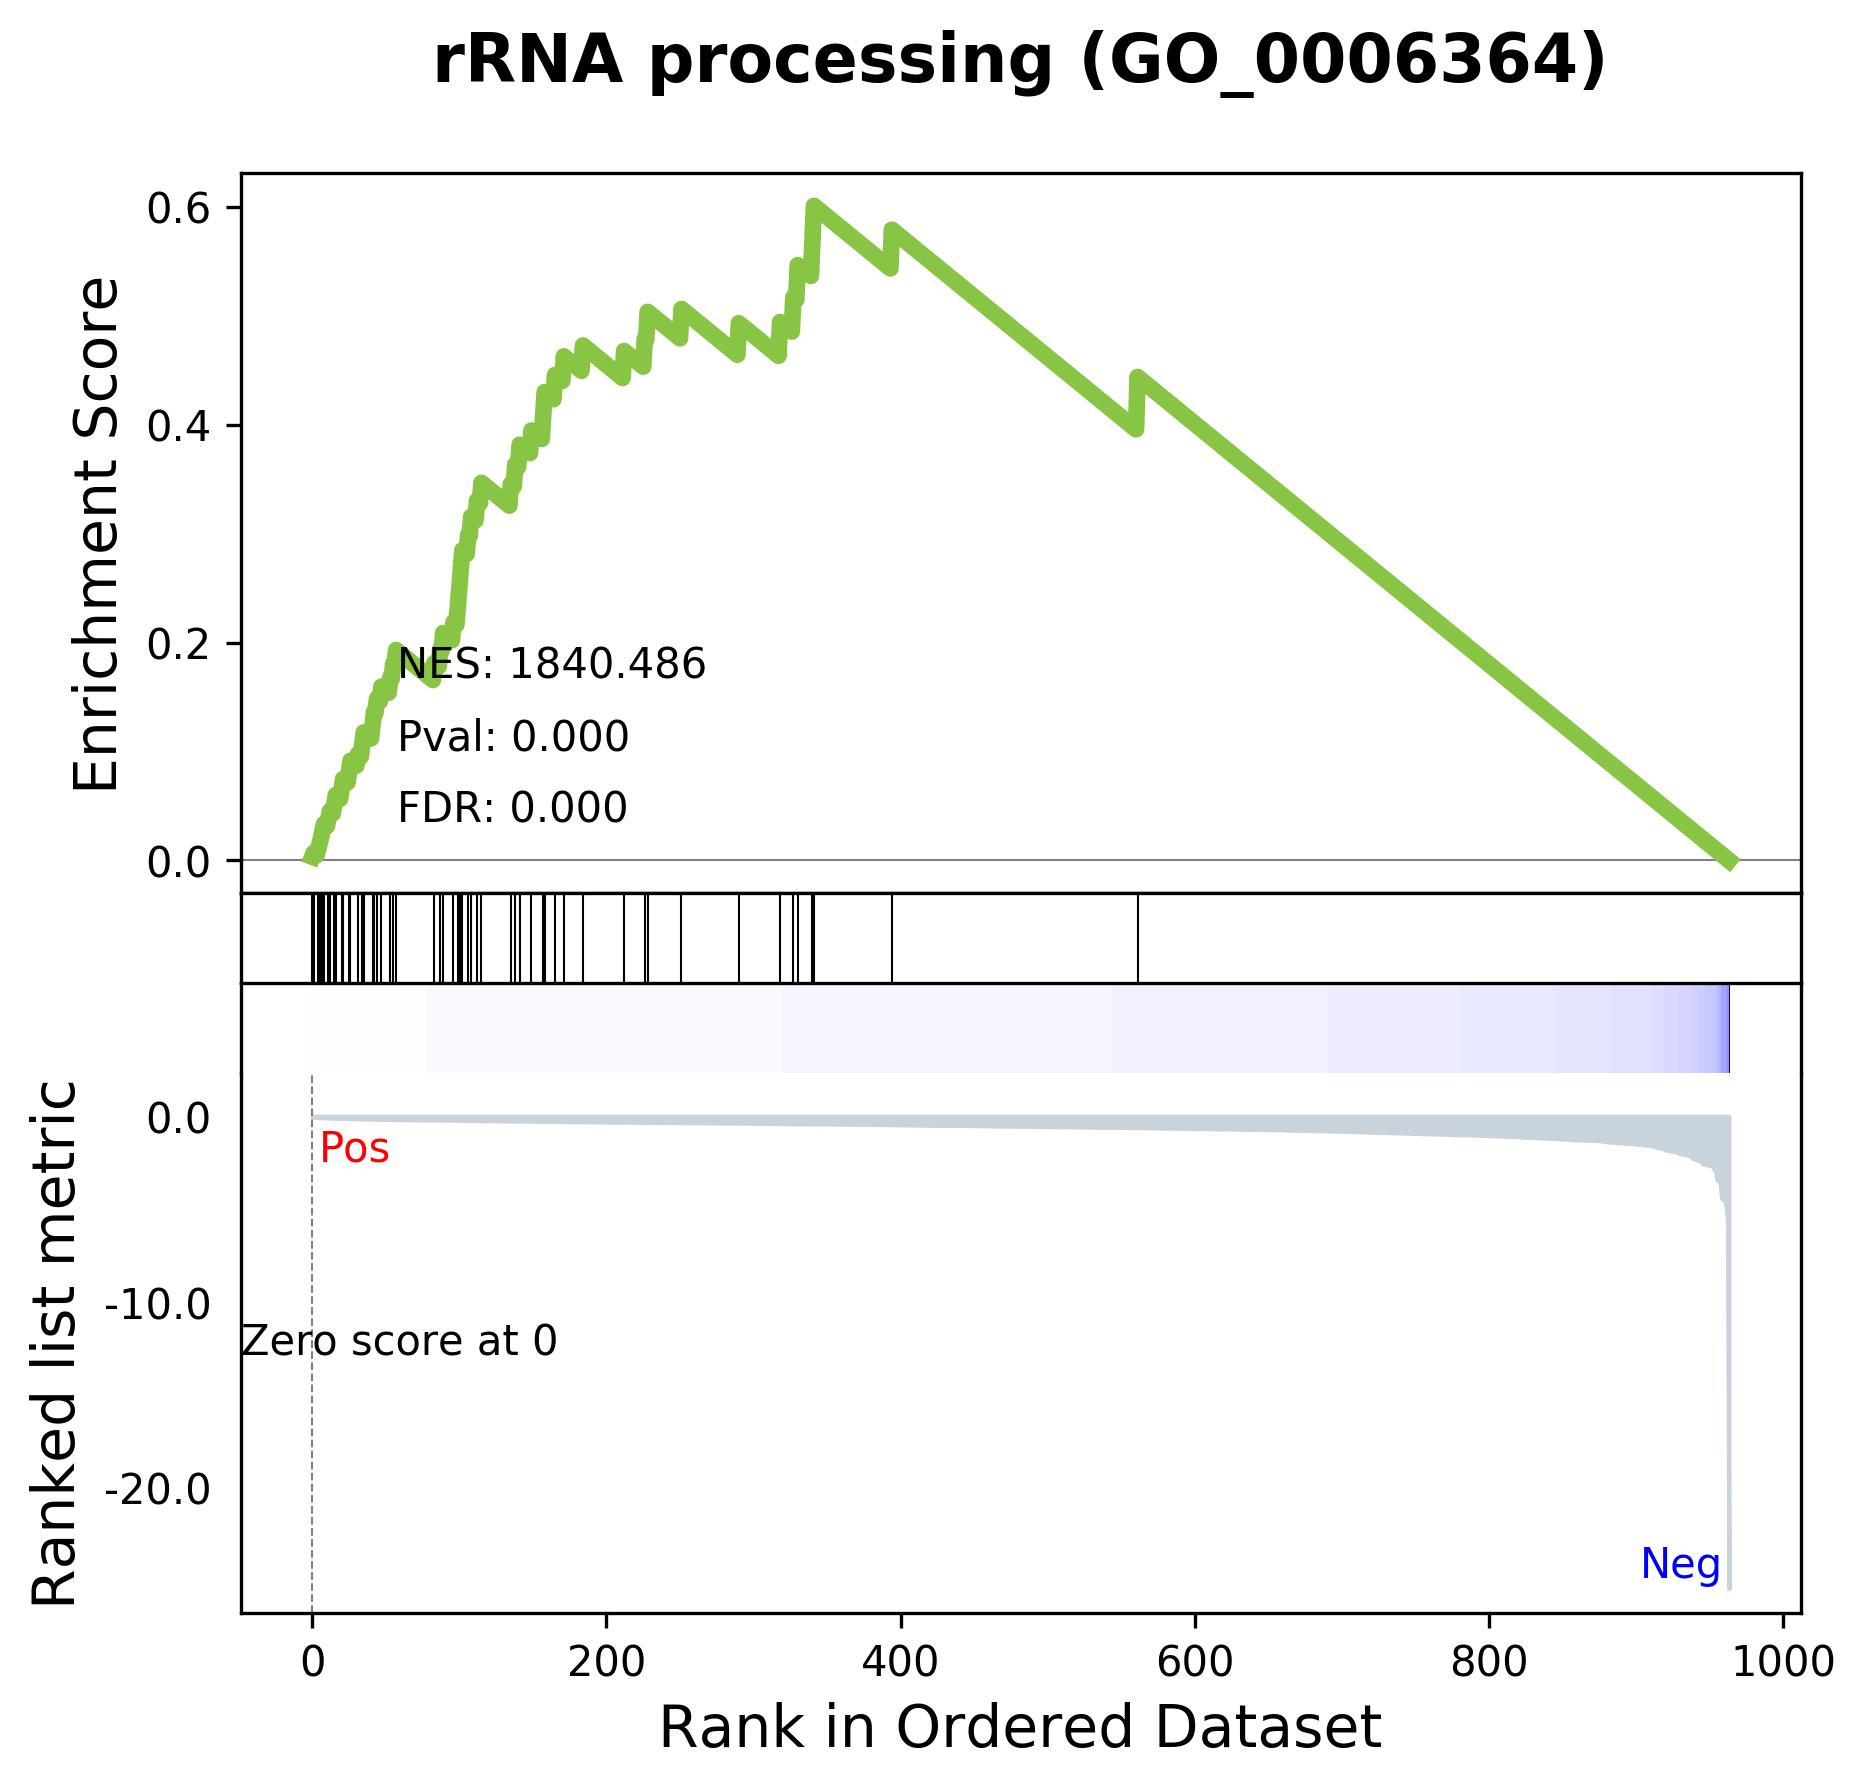 rRNA processing (GO_0006364)
Enrichment Score
0.6
0.4
0.2
0.0
NES: 1840.486
Pval: 0.000
FDR: 0.000
Ranked list metric
0.0
-10.0
-20.0
Pos
Zero score at 0
Neg
0 200 400 600 800 1000
Rank in Ordered Dataset